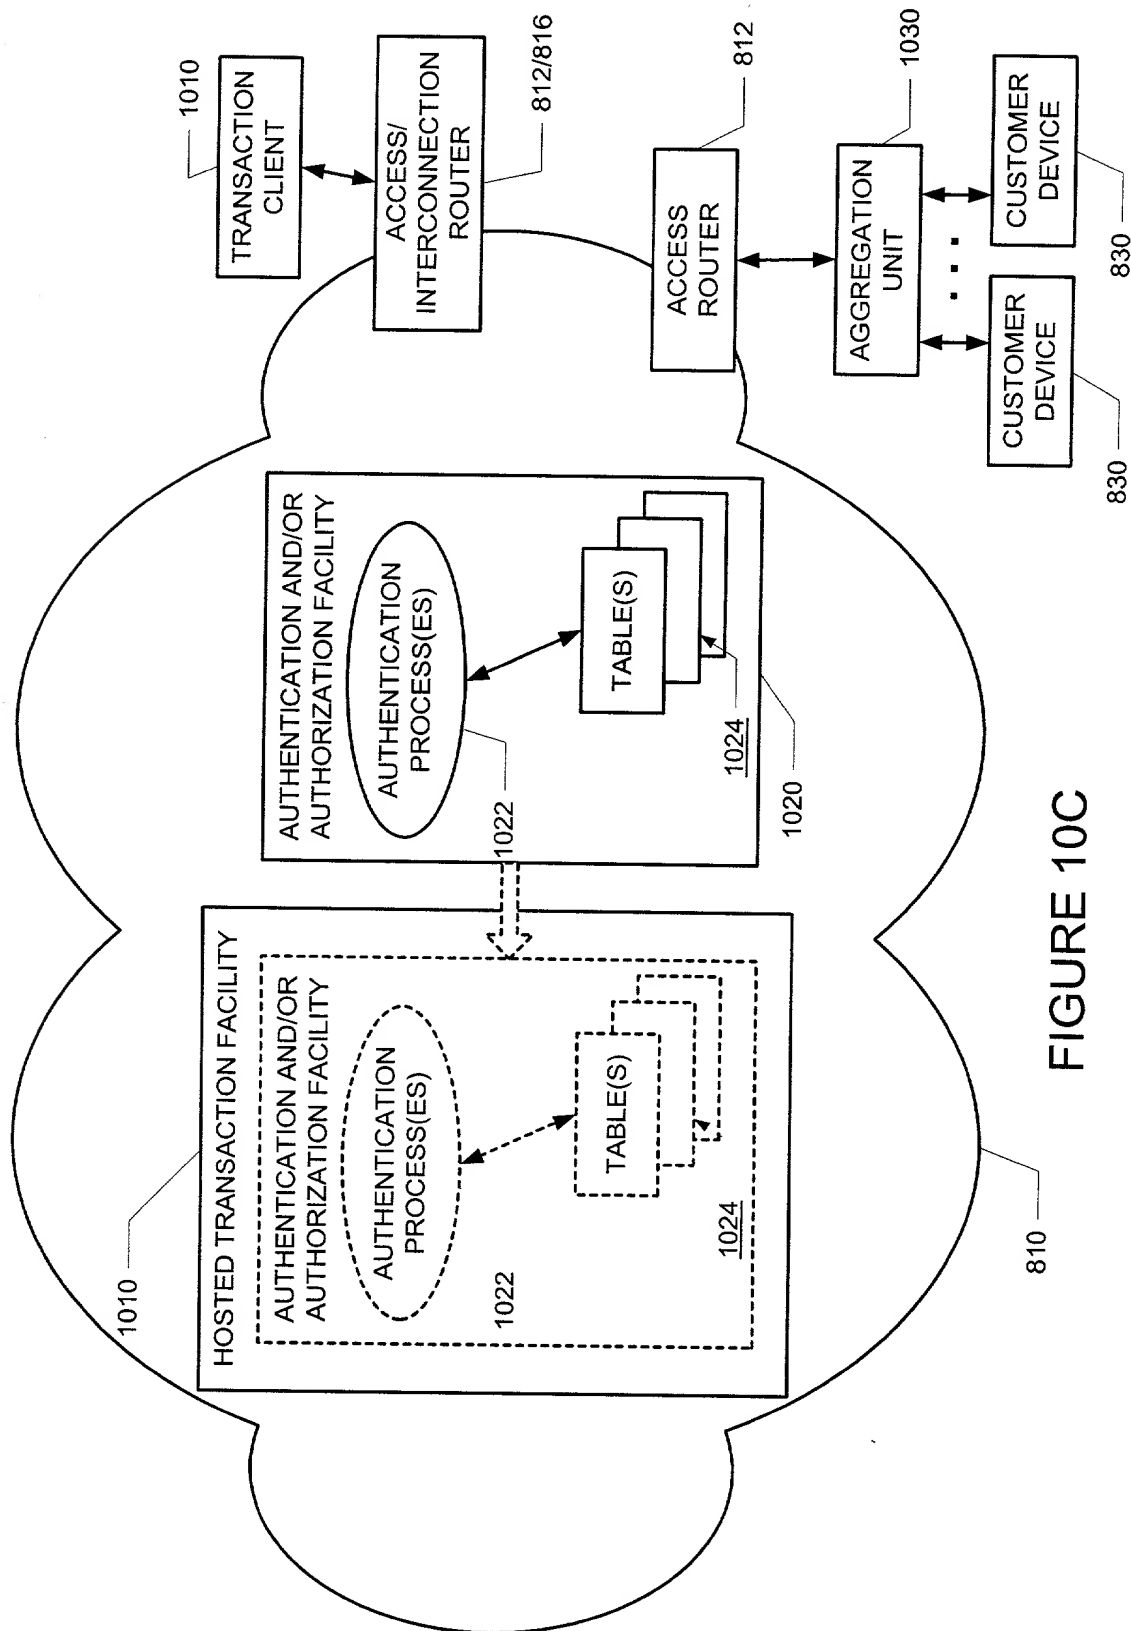 1010
HOSTED TRANSACTION FACILITY
AUTHENTICATION AND/OR
AUTHORIZATION FACILITY
AUTHENTICATION
PROCESS(ES)
1022
TABLE(S)
1024
AUTHENTICATION AND/OR
AUTHORIZATION FACILITY
AUTHENTICATION
PROCESS(ES)
1022
TABLE(S)
1024
1020
1010
TRANSACTION
CLIENT
ACCESS/
INTERCONNECTION
ROUTER
812/816
ACCESS
ROUTER
812
AGGREGATION
UNIT
1030
CUSTOMER
DEVICE
830
CUSTOMER
DEVICE
830
810
FIGURE 10C